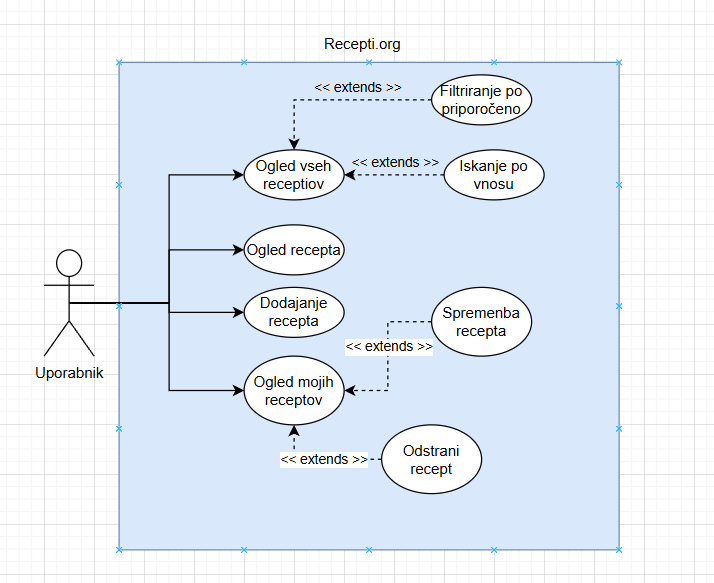 Recepti.org
<< extends >>
Filtriranje po
priporočeno
Ogled vseh
receptiov
<< extends >>
Iskanje po
vnosu
Ogled recepta
Dodajanje
recepta
Spremenba
recepta
<< extends >>
Uporabnik
Ogled mojih
receptov
<< extends >>
Odstrani
recept